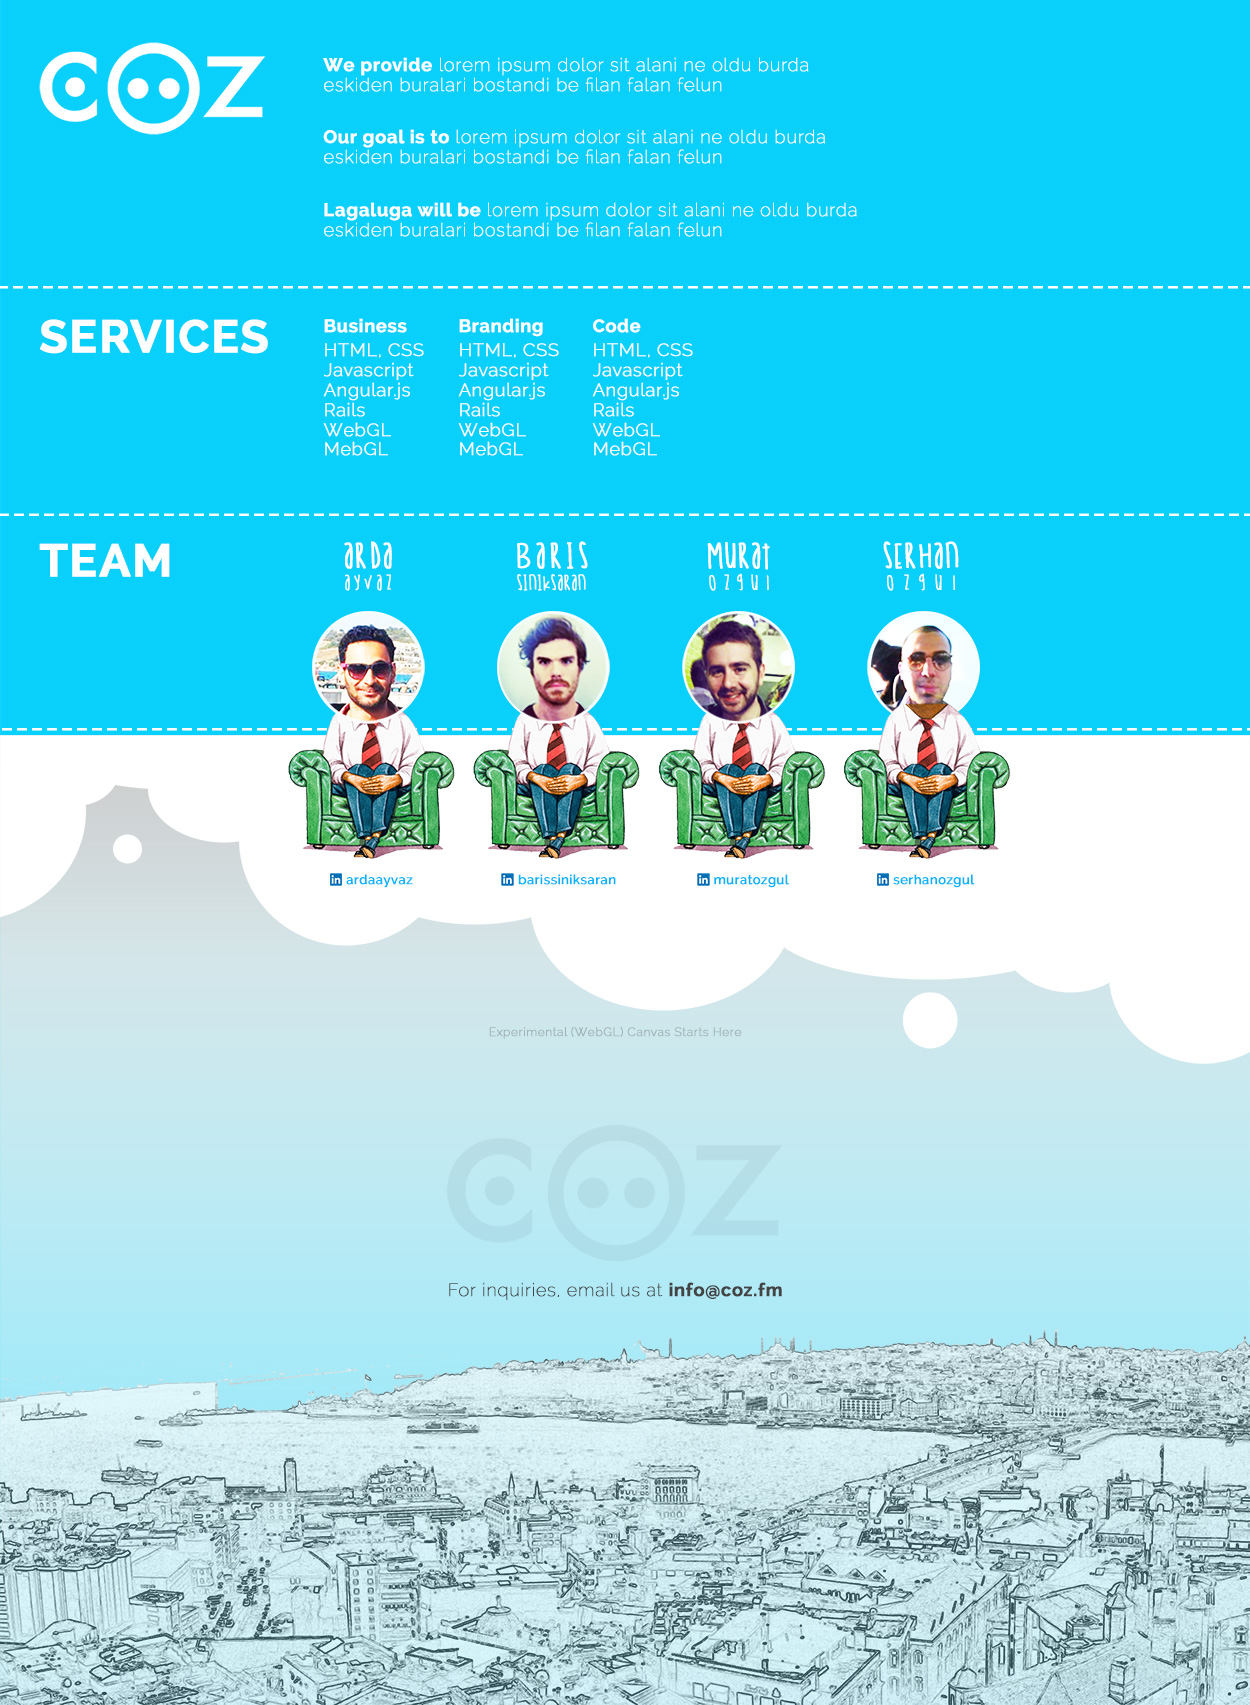 COZ
We provide lorem ipsum dolor sit alani ne oldu burda
eskiden buralari bostandi be filan falan felun
Our goal is to lorem ipsum dolor sit alani ne oldu burda
eskiden buralari bostandi be filan falan felun
Lagaluga will be lorem ipsum dolor sit alani ne oldu burda
eskiden buralari bostandi be filan falan felun
SERVICES
Business
HTML, CSS
Javascript
Angular.js
Rails
WebGL
MebGL
Branding
HTML, CSS
Javascript
Angular.js
Rails
WebGL
MebGL
Code
HTML, CSS
Javascript
Angular.js
Rails
WebGL
MebGL
TEAM
aRDa
ayvaz
BaRIS
SINIkSaRaN
MURat
ozgul
SERHaN
ozgul
in ardaayvaz
in barissiniksaran
in muratozgul
in serhanozgul
Experimental (WebGL) Canvas Starts Here
COZ
For inquiries, email us at info@coz.fm